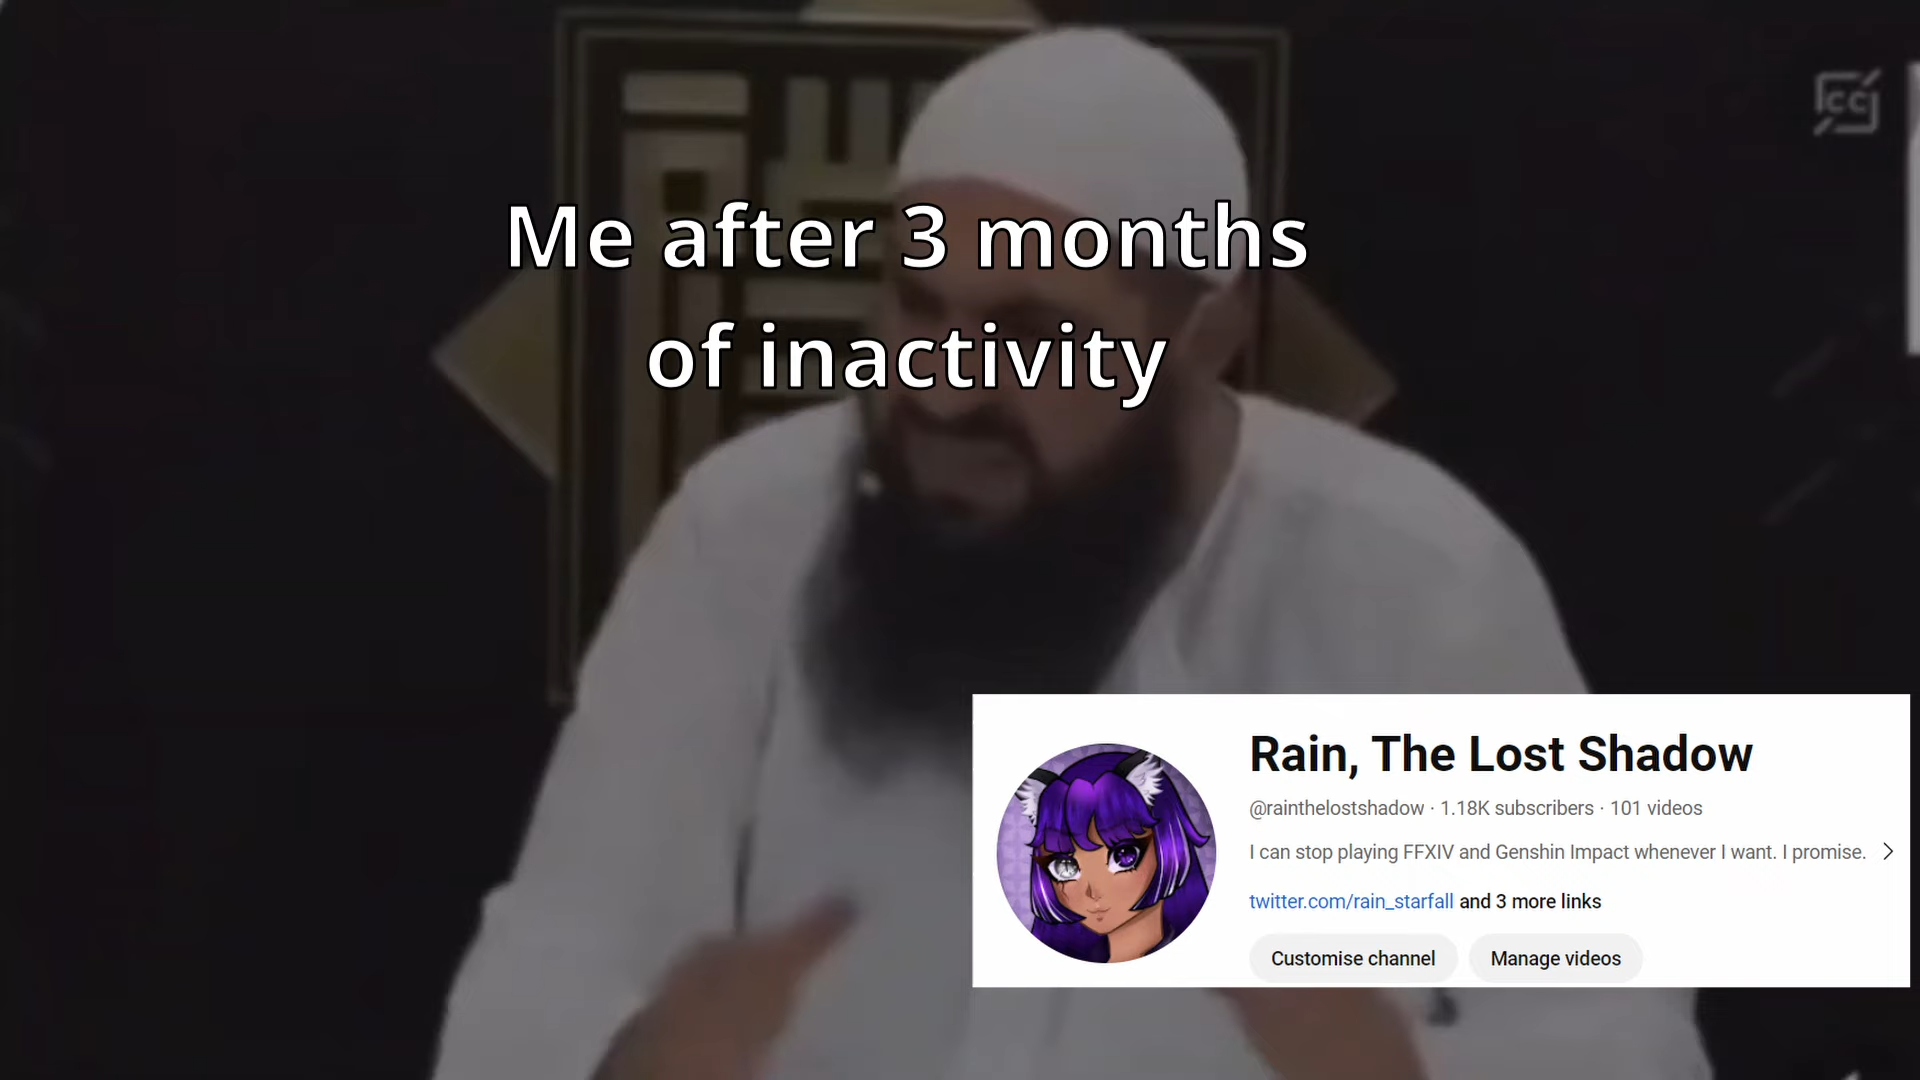 CC
Me after 3 months
of inactivity
Rain, The Lost Shadow
@rainthelostshadow · 1.18K subscribers · 101 videos
I can stop playing FFXIV and Genshin Impact whenever I want. I promise.
twitter.com/rain_starfall and 3 more links
Customise channel Manage videos